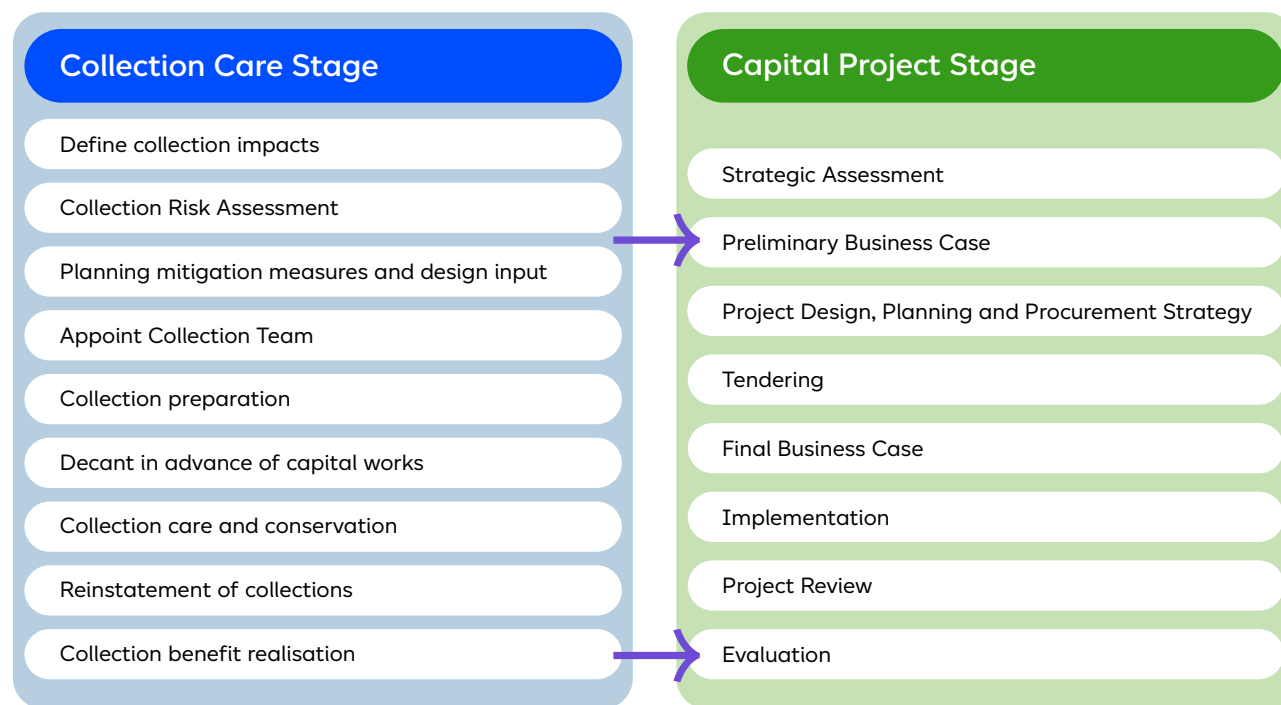 Collection Care Stage
Define collection impacts
Collection Risk Assessment
Planning mitigation measures and design input
Appoint Collection Team
Collection preparation
Decant in advance of capital works
Collection care and conservation
Reinstatement of collections
Collection benefit realisation
Capital Project Stage
Strategic Assessment
Preliminary Business Case
Project Design, Planning and Procurement Strategy
Tendering
Final Business Case
Implementation
Project Review
Evaluation